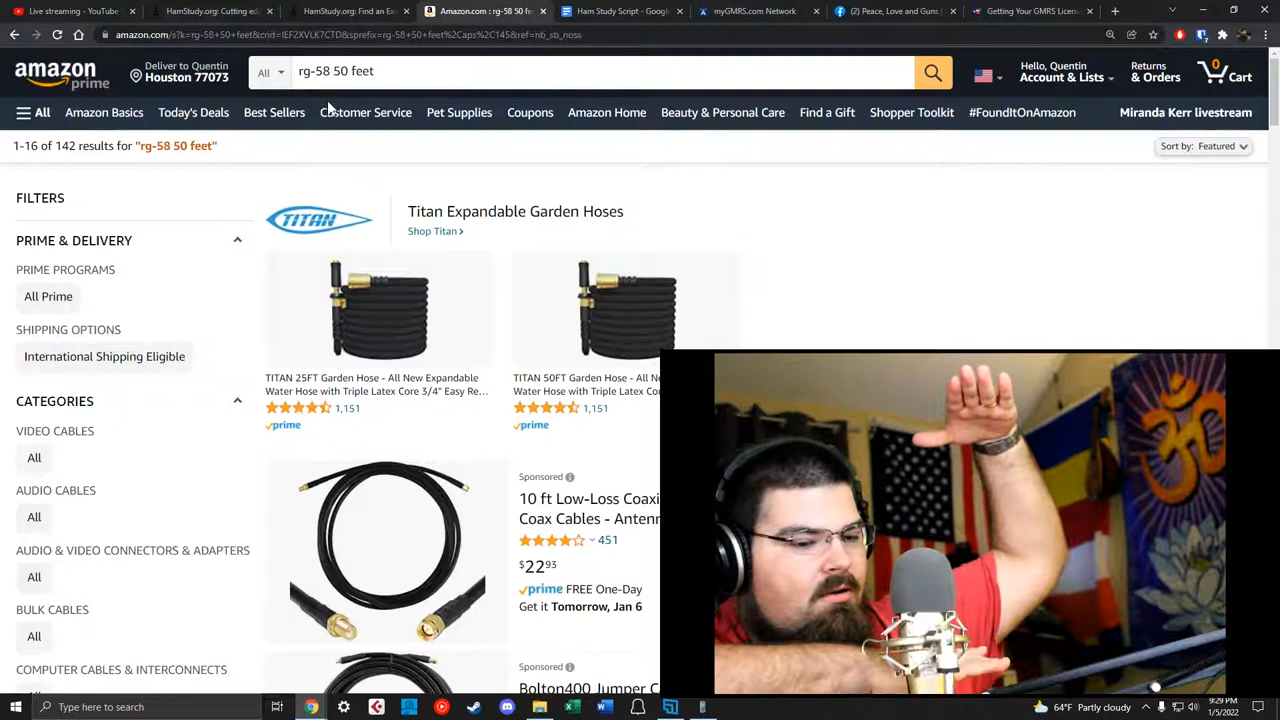 Live streaming - YouTube
HamStudy.org: Cutting ed
HamStudy.org: Find an Ex
Amazon.com : rg-58 50 fe
Ham Study Script - Google
myGMRS.com Network
(2) Peace, Love and Guns
Getting Your GMRS Licen
amazon.com/s?k=rg-58+50+feet&crid=IEF2XVLK7CTD&sprefix=rg-58+50+feet%2Caps%2C145&ref=nb_sb_noss
amazon prime
Deliver to Quentin
Houston 77073
All
rg-58 50 feet
Hello, Quentin
Account & Lists
Returns
& Orders
0
Cart
All
Amazon Basics
Today's Deals
Best Sellers
Customer Service
Pet Supplies
Coupons
Amazon Home
Beauty & Personal Care
Find a Gift
Shopper Toolkit
#FoundItOnAmazon
Miranda Kerr livestream
1-16 of 142 results for "rg-58 50 feet"
Sort by: Featured
FILTERS
PRIME & DELIVERY
PRIME PROGRAMS
All Prime
SHIPPING OPTIONS
International Shipping Eligible
CATEGORIES
VIDEO CABLES
All
AUDIO CABLES
All
AUDIO & VIDEO CONNECTORS & ADAPTERS
All
BULK CABLES
All
COMPUTER CABLES & INTERCONNECTS
TITAN
Titan Expandable Garden Hoses
Shop Titan
TITAN 25FT Garden Hose - All New Expandable
Water Hose with Triple Latex Core 3/4" Easy Re...
1,151
prime
TITAN 50FT Garden Hose - All Ne
Water Hose with Triple Latex Co
1,151
prime
Sponsored
10 ft Low-Loss Coaxi
Coax Cables - Antenn
451
$22 93
prime FREE One-Day
Get it Tomorrow, Jan 6
Sponsored
Bolton400 Jumper C
Type here to search
64°F Partly cloudy
9:29 PM
1/5/2022